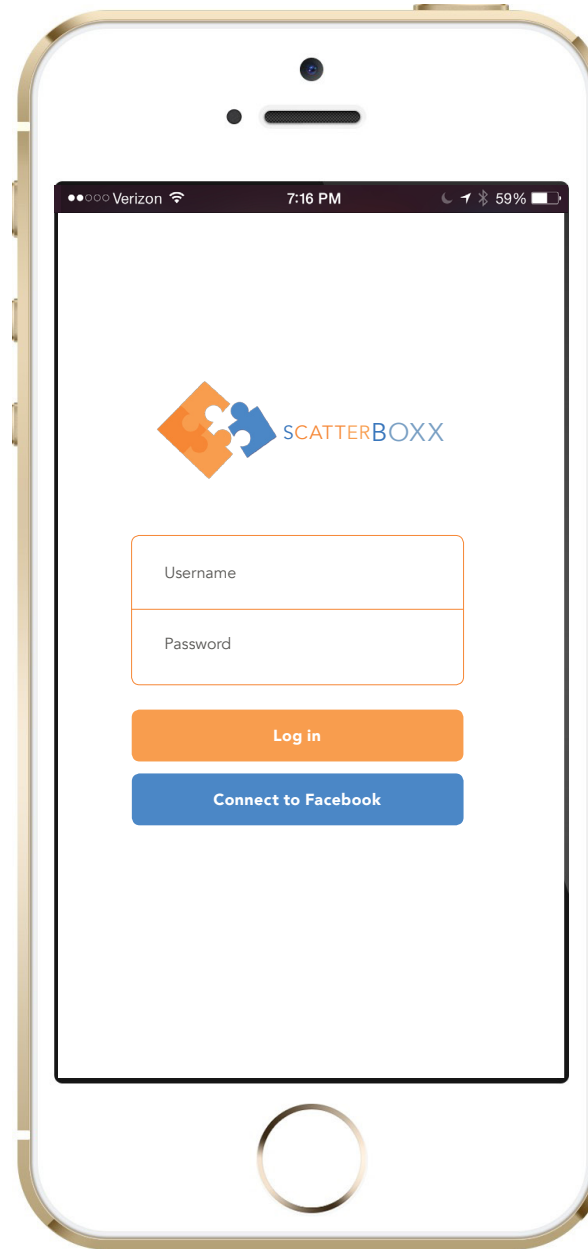 Verizon 7:16 PM 59%
SCATTERBOXX
Username
Password
Log in
Connect to Facebook